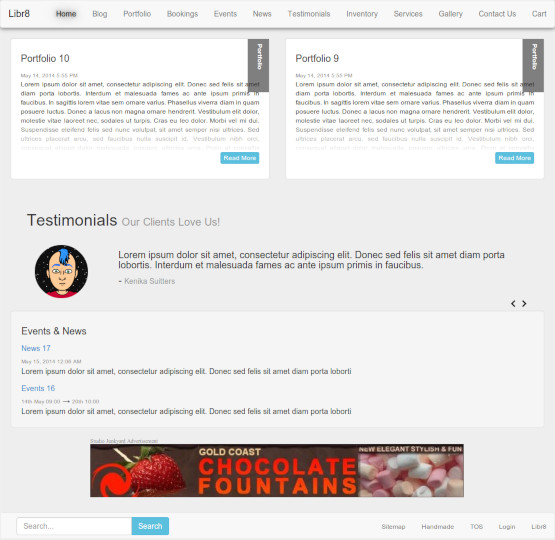 Libr8 Home Blog Portfolio Bookings Events News Testimonials Inventory Services Gallery Contact Us Cart
Portfolio 10
Portfolio
May 14, 2014 5:55 PM
Lorem ipsum dolor sit amet, consectetur adipiscing elit. Donec sed felis sit amet
diam porta lobortis. Interdum et malesuada fames ac ante ipsum primis in
faucibus. In sagittis lorem vitae sem ornare varius. Phasellus viverra diam in quam
posuere luctus. Donec a lacus non magna ornare hendrerit. Vestibulum elit dolor,
molestie vitae laoreet nec, sodales ut turpis. Cras eu leo dolor. Morbi vel mi dui.
Suspendisse eleifend felis sed nunc volutpat, sit amet semper nisi ultrices. Sed
ultrices placerat arcu, sed faucibus nulla suscipit id. Vestibulum nibh dui,
Read More
Portfolio 9
Portfolio
May 14, 2014 5:55 PM
Lorem ipsum dolor sit amet, consectetur adipiscing elit. Donec sed felis sit amet
diam porta lobortis. Interdum et malesuada fames ac ante ipsum primis in
faucibus. In sagittis lorem vitae sem ornare varius. Phasellus viverra diam in quam
posuere luctus. Donec a lacus non magna ornare hendrerit. Vestibulum elit dolor,
molestie vitae laoreet nec, sodales ut turpis. Cras eu leo dolor. Morbi vel mi dui.
Suspendisse eleifend felis sed nunc volutpat, sit amet semper nisi ultrices. Sed
ultrices placerat arcu, sed faucibus nulla suscipit id. Vestibulum nibh dui,
Read More
Testimonials Our Clients Love Us!
Lorem ipsum dolor sit amet, consectetur adipiscing elit. Donec sed felis sit amet diam porta
lobortis. Interdum et malesuada fames ac ante ipsum primis in faucibus.
- Kenika Suitters
Events & News
News 17
May 15, 2014 12:08 AM
Lorem ipsum dolor sit amet, consectetur adipiscing elit. Donec sed felis sit amet diam porta loborti
Events 16
14th May 09:00 → 20th 10:00
Lorem ipsum dolor sit amet, consectetur adipiscing elit. Donec sed felis sit amet diam porta loborti
Studio Junkyard Advertisement
GOLD COAST
CHOCOLATE
FOUNTAINS
NEW ELEGANT STYLISH & FUN
Search... Search Sitemap Handmade TOS Login Libr8